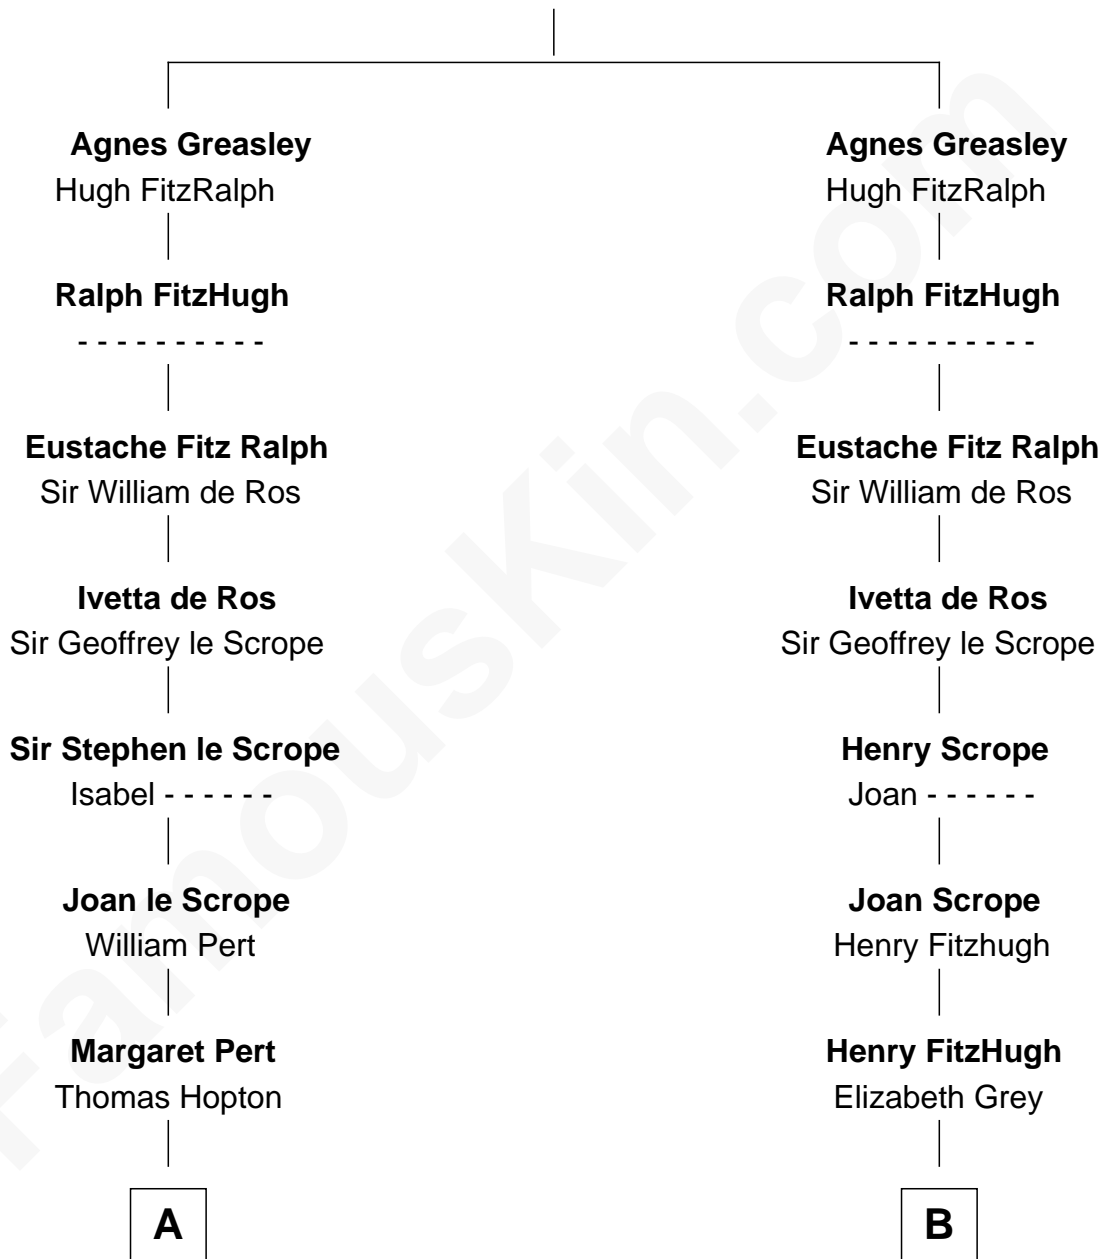 Agnes Greasley
Hugh FitzRalph
Ralph FitzHugh
- - - - - - - - - -
Eustache Fitz Ralph
Sir William de Ros
Ivetta de Ros
Sir Geoffrey le Scrope
Sir Stephen le Scrope
Isabel - - - - - -
Joan le Scrope
William Pert
Margaret Pert
Thomas Hopton
A
Agnes Greasley
Hugh FitzRalph
Ralph FitzHugh
- - - - - - - - - -
Eustache Fitz Ralph
Sir William de Ros
Ivetta de Ros
Sir Geoffrey le Scrope
Henry Scrope
Joan - - - - - -
Joan Scrope
Henry Fitzhugh
Henry FitzHugh
Elizabeth Grey
B
FamousKin.com